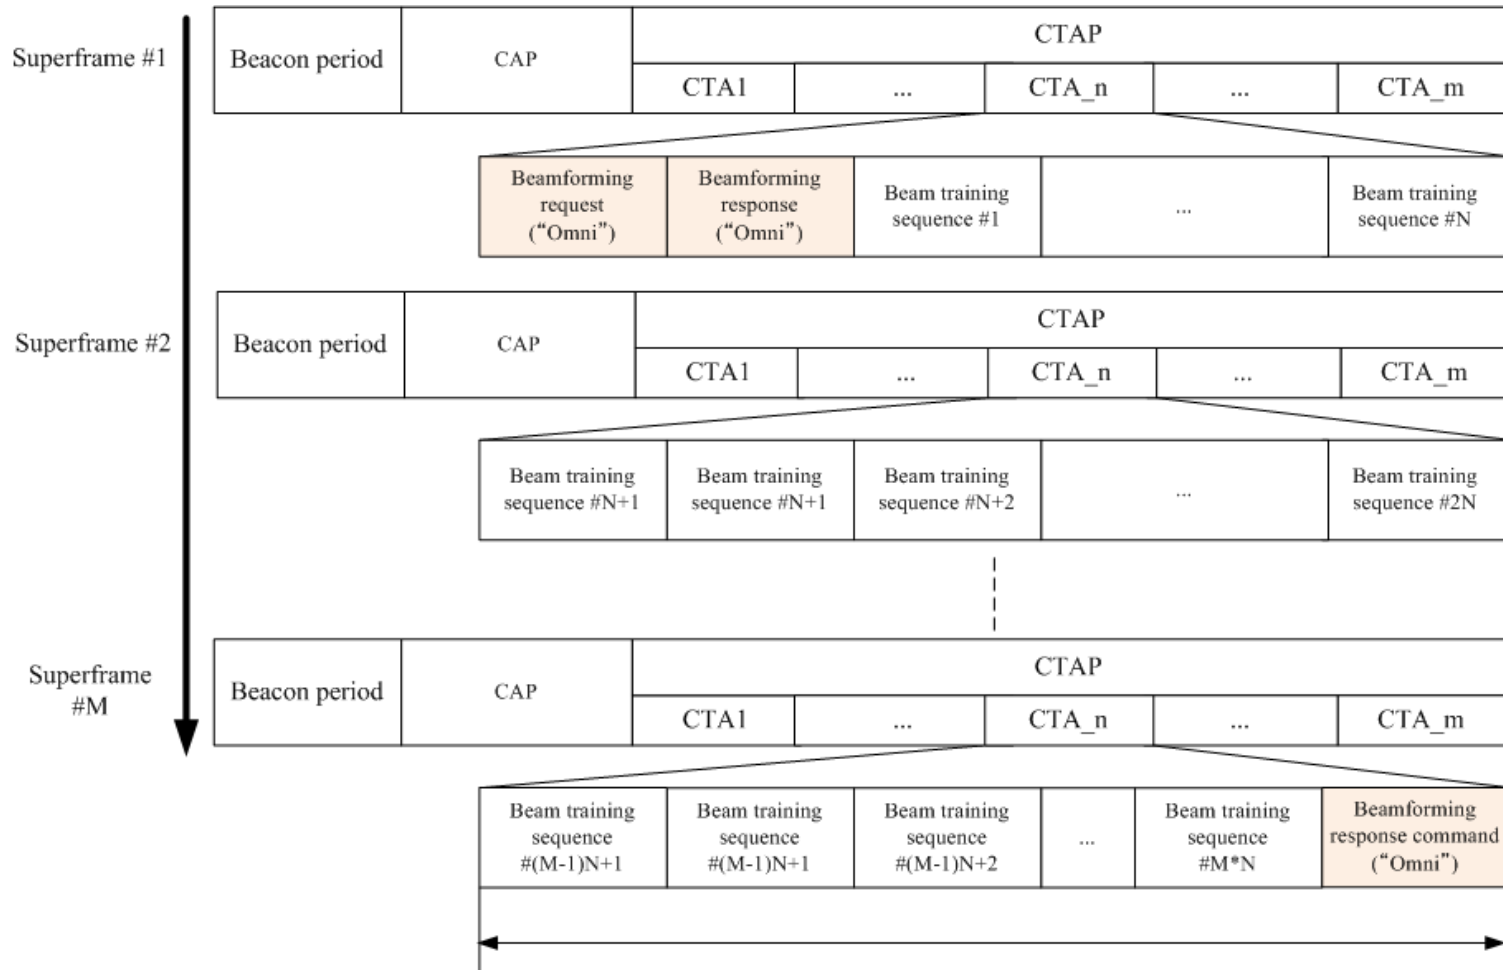 Superframe #1
Beacon period
CAP
CTAP
CTA1
...
CTA_n
...
CTA_m
Beamforming
request
(“Omni”)
Beamforming
response
(“Omni”)
Beam training
sequence #1
...
Beam training
sequence #N
Superframe #2
Beacon period
CAP
CTAP
CTA1
...
CTA_n
...
CTA_m
Beam training
sequence #N+1
Beam training
sequence #N+1
Beam training
sequence #N+2
...
Beam training
sequence #2N
Superframe
#M
Beacon period
CAP
CTAP
CTA1
...
CTA_n
...
CTA_m
Beam training
sequence
#(M-1)N+1
Beam training
sequence
#(M-1)N+1
Beam training
sequence
#(M-1)N+2
...
Beam training
sequence
#M*N
Beamforming
response command
(“Omni”)